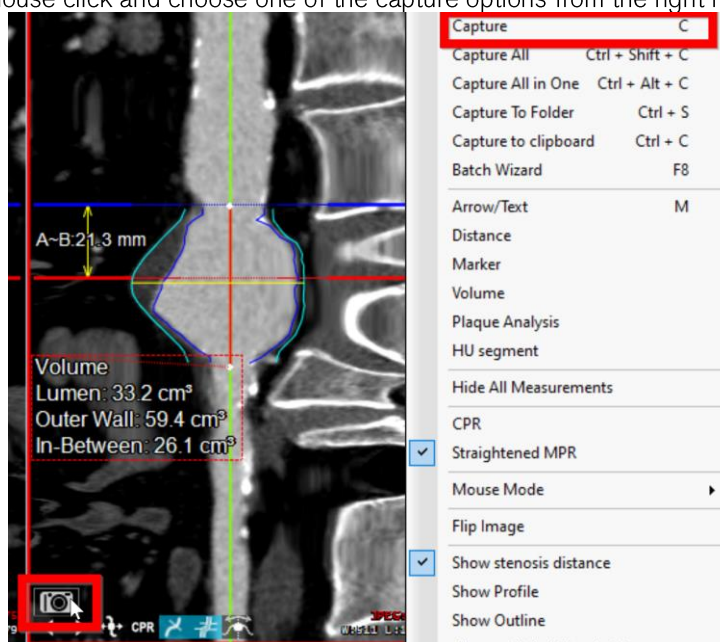 ouse click and choose one of the capture options from the right
A~B:21.3 mm
Volume
Lumen: 33.2 cm³
Outer Wall: 59.4 cm³
In-Between: 26.1 cm³
CPR
Capture C
Capture All Ctrl + Shift + C
Capture All in One Ctrl + Alt + C
Capture To Folder Ctrl + S
Capture to clipboard Ctrl + C
Batch Wizard F8
Arrow/Text M
Distance
Marker
Volume
Plaque Analysis
HU segment
Hide All Measurements
CPR
Straightened MPR
Mouse Mode
Flip Image
Show stenosis distance
Show Profile
Show Outline